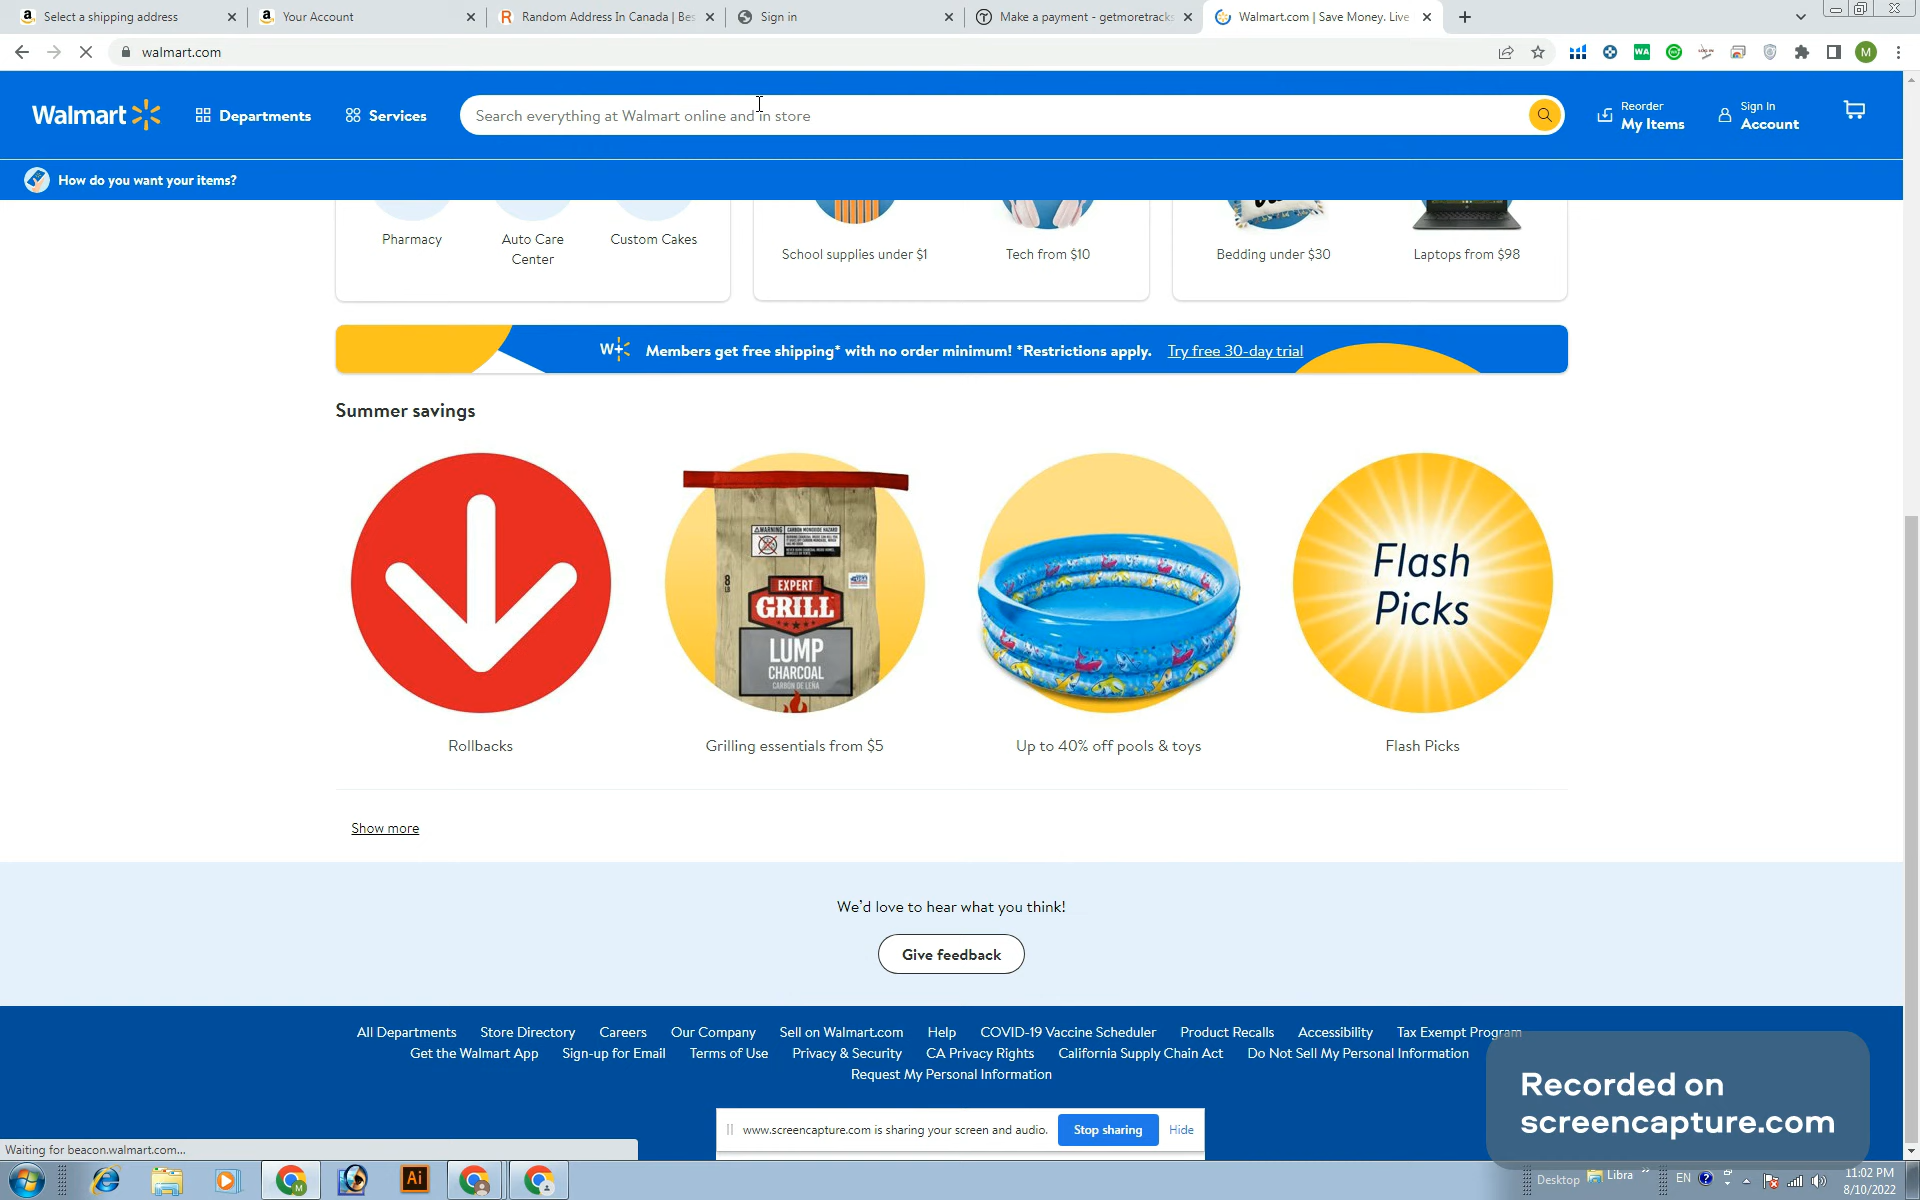 Select a shipping address
Your Account
Random Address In Canada | Bes
Sign in
Make a payment - getmoretracks
Walmart.com | Save Money. Live
walmart.com
M
Walmart
Departments
Services
Search everything at Walmart online and in store
Reorder
My Items
Sign In
Account
How do you want your items?
Pharmacy
Auto Care
Center
Custom Cakes
School supplies under $1
Tech from $10
Bedding under $30
Laptops from $98
W+
Members get free shipping* with no order minimum! *Restrictions apply.
Try free 30-day trial
Summer savings
WARNING
EXPERT
GRILL
LUMP
CHARCOAL
CARBÓN DE LEÑA
8
Flash
Picks
Rollbacks
Grilling essentials from $5
Up to 40% off pools & toys
Flash Picks
Show more
We'd love to hear what you think!
Give feedback
All Departments
Store Directory
Careers
Our Company
Sell on Walmart.com
Help
COVID-19 Vaccine Scheduler
Product Recalls
Accessibility
Tax Exempt Program
Get the Walmart App
Sign-up for Email
Terms of Use
Privacy & Security
CA Privacy Rights
California Supply Chain Act
Do Not Sell My Personal Information
Request My Personal Information
Recorded on
screencapture.com
www.screencapture.com is sharing your screen and audio.
Stop sharing
Hide
Waiting for beacon.walmart.com...
Ai
Desktop
Libra
EN
11:02 PM
8/10/2022